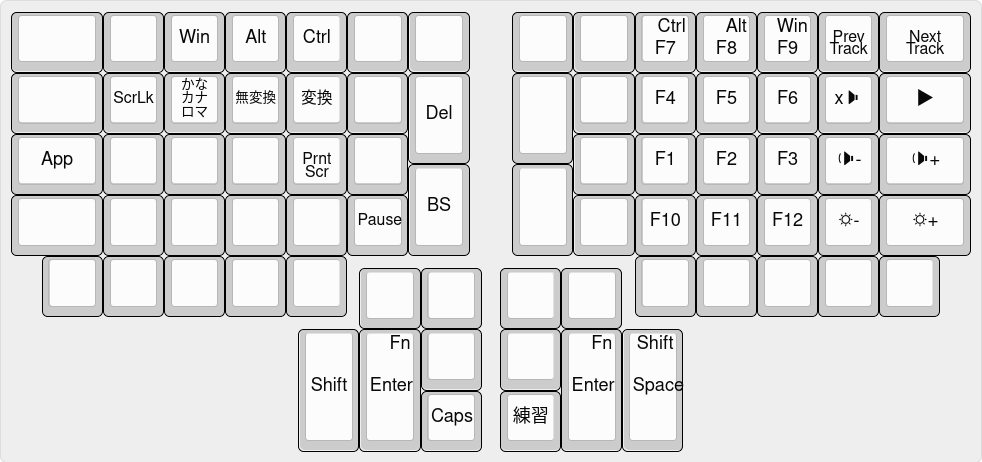 Win
Alt
Ctrl
Ctrl
F7
Alt
F8
Win
F9
Prev
Track
Next
Track
ScrLk
かな
カナ
ロマ
無変換
変換
Del
F4
F5
F6
x
▶
App
Prnt
Scr
F1
F2
F3
-
+
BS
Pause
F10
F11
F12
☼-
☼+
Shift
Fn
Enter
Caps
Fn
Enter
Shift
Space
練習